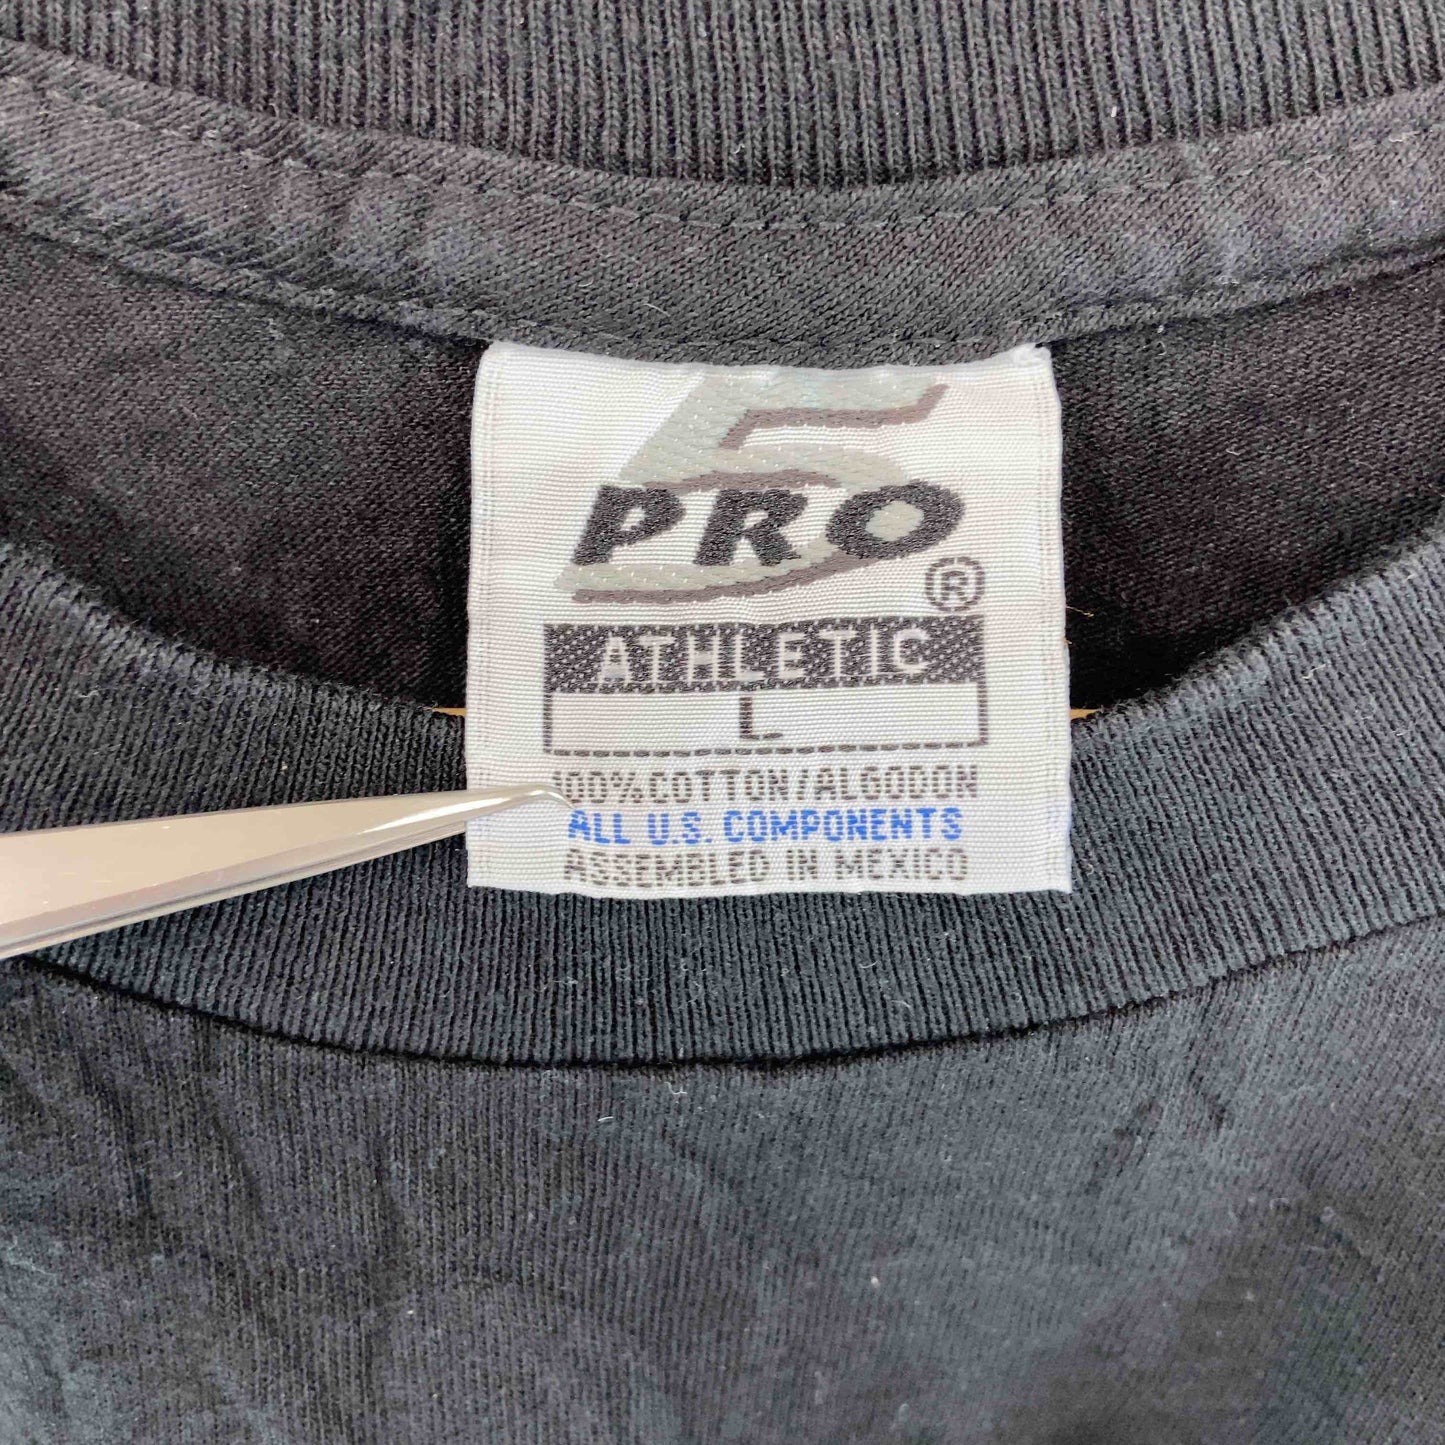 5
PRO
®
ATHLETIC
L
100%COTTON/ALGODON
ALL U.S. COMPONENTS
ASSEMBLED IN MEXICO